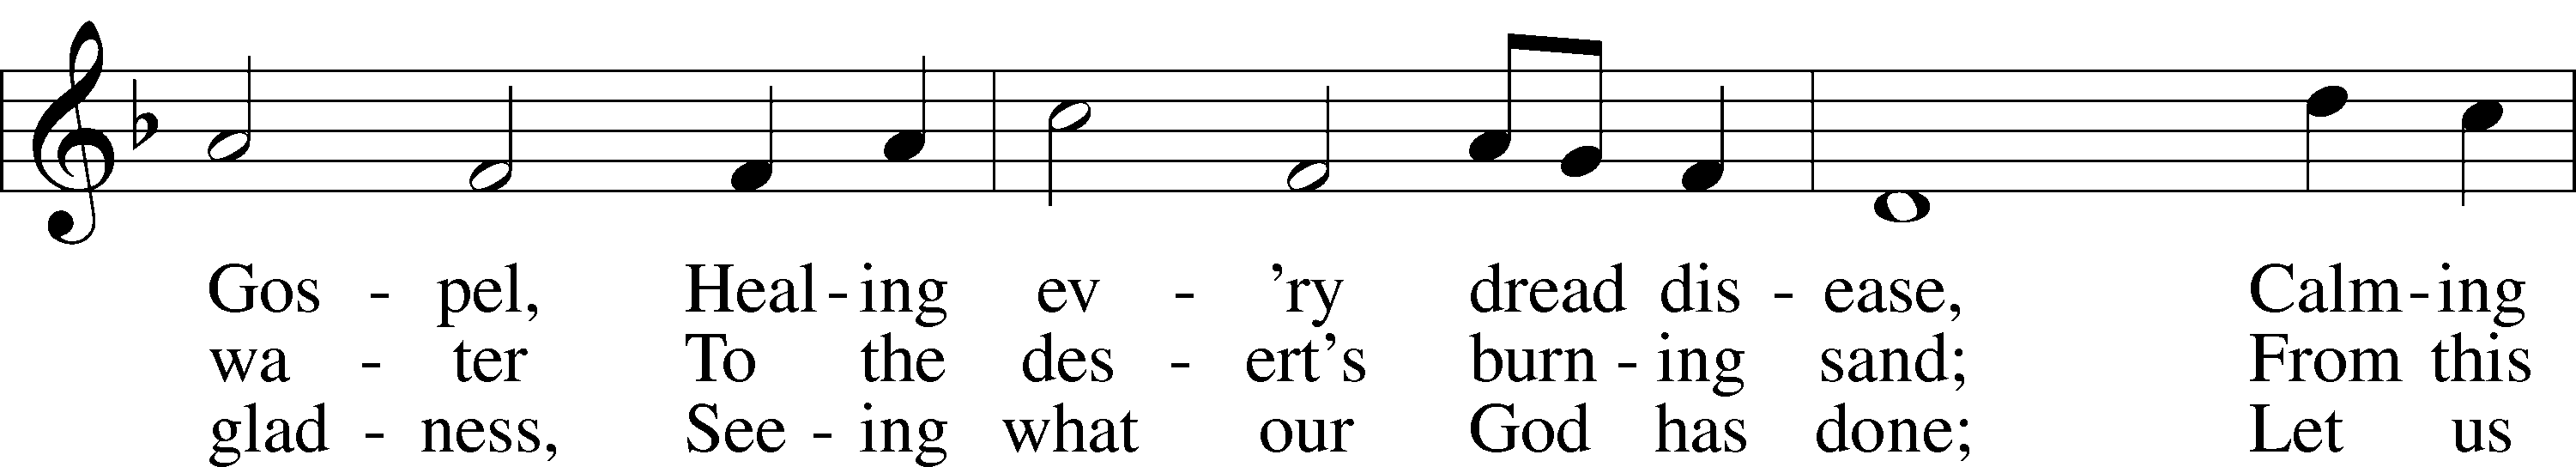 Gos - pel, Heal - ing ev - ’ry dread dis - ease, Calm - ing
wa - ter To the des - ert’s burn - ing sand; From this
glad - ness, See - ing what our God has done; Let us